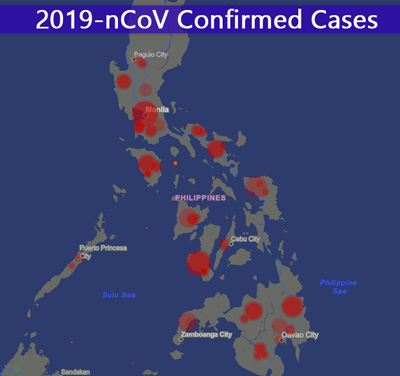 2019-nCoV Confirmed Cases
Baguio City
Manila
PHILIPPINES
Cebu City
Puerto Princesa
City
Sulu Sea
Philippine
Sea
Zamboanga City
Davao City
Sandakan